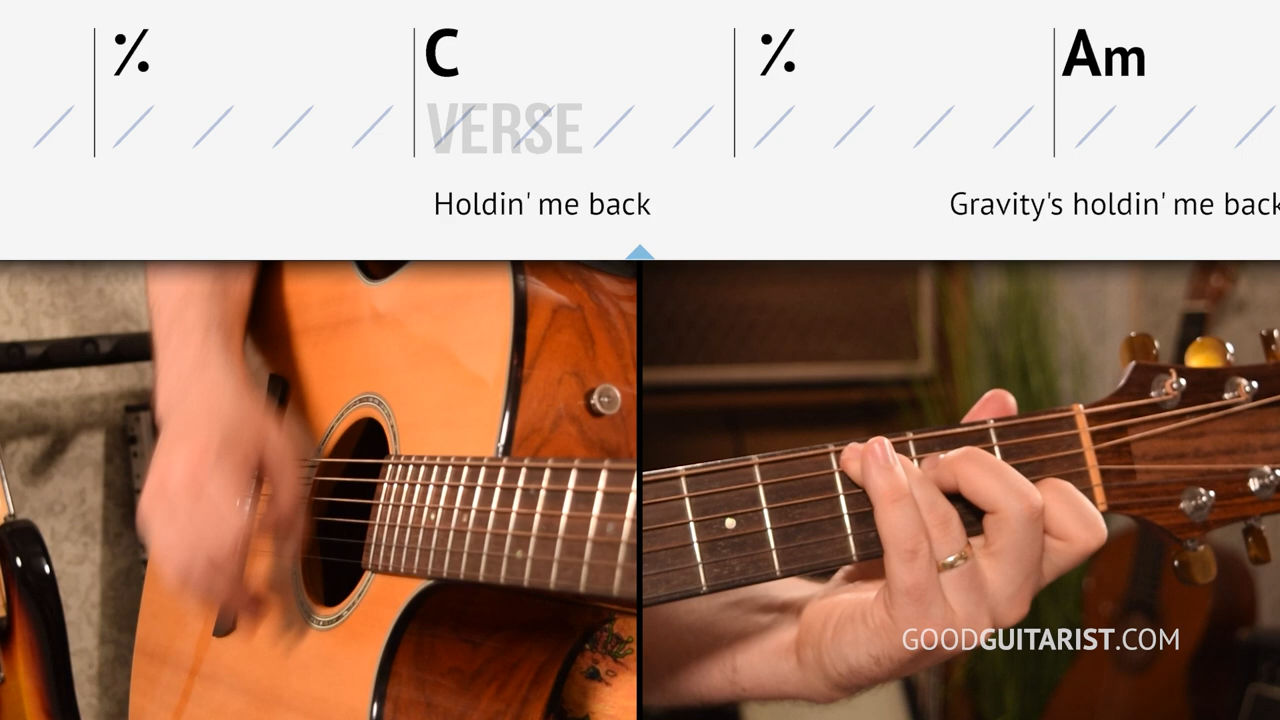 C
Am
VERSE
Holdin' me back
Gravity's holdin' me back
GOODGUITARIST.COM